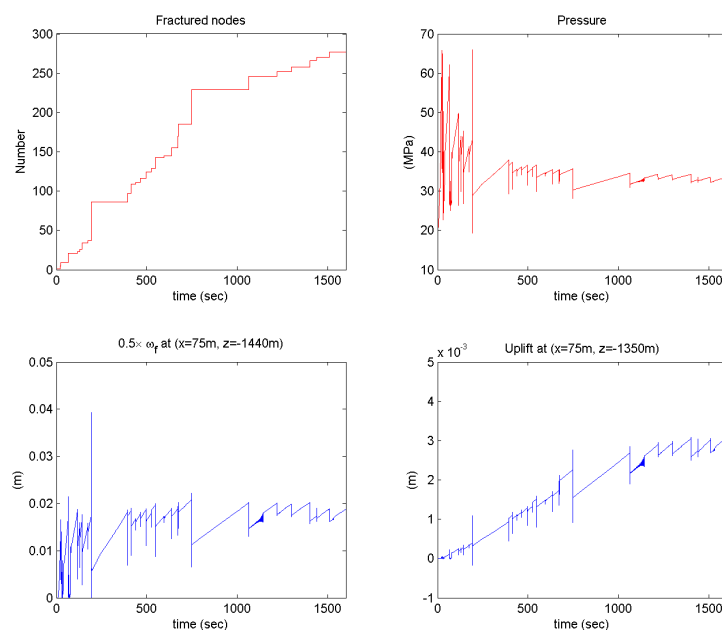 Fractured nodes
Number
300
250
200
150
100
50
0
0 500 1000 1500
time (sec)
Pressure
(MPa)
70
60
50
40
30
20
10
0 500 1000 1500
time (sec)
0.5× ωf at (x=75m, z=-1440m)
(m)
0.05
0.04
0.03
0.02
0.01
0
0 500 1000 1500
time (sec)
Uplift at (x=75m, z=-1350m)
x 10-3
(m)
5
4
3
2
1
0
-1
0 500 1000 1500
time (sec)